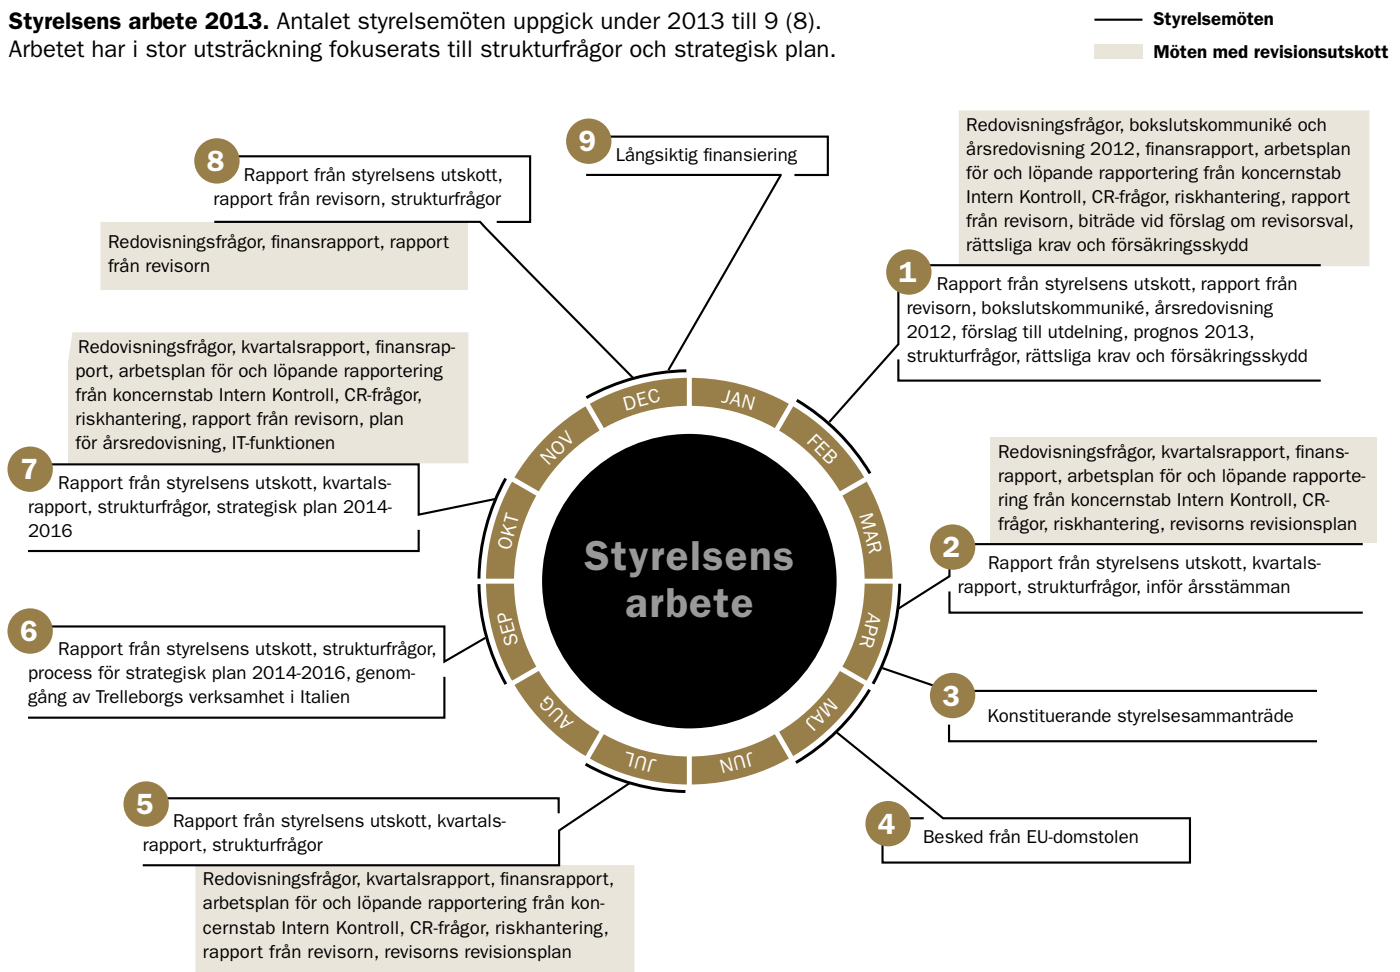 Styrelsens arbete 2013. Antalet styrelsemöten uppgick under 2013 till 9 (8).
Arbetet har i stor utsträckning fokuserats till strukturfrågor och strategisk plan.
Styrelsemöten
Möten med revisionsutskott
Redovisningsfrågor, bokslutskommuniké och
årsredovisning 2012, finansrapport, arbetsplan
för och löpande rapportering från koncernstab
Intern Kontroll, CR-frågor, riskhantering, rapport
från revisorn, biträde vid förslag om revisorsval,
rättsliga krav och försäkringsskydd
1
Rapport från styrelsens utskott, rapport från
revisorn, bokslutskommuniké, årsredovisning
2012, förslag till utdelning, prognos 2013,
strukturfrågor, rättsliga krav och försäkringsskydd
Redovisningsfrågor, kvartalsrapport, finans-
rapport, arbetsplan för och löpande rapporte-
ring från koncernstab Intern Kontroll, CR-
frågor, riskhantering, revisorns revisionsplan
2
Rapport från styrelsens utskott, kvartals-
rapport, strukturfrågor, inför årsstämman
3
Konstituerande styrelsesammanträde
4
Besked från EU-domstolen
5
Rapport från styrelsens utskott, kvartals-
rapport, strukturfrågor
Redovisningsfrågor, kvartalsrapport, finansrapport,
arbetsplan för och löpande rapportering från kon-
cernstab Intern Kontroll, CR-frågor, riskhantering,
rapport från revisorn, revisorns revisionsplan
6
Rapport från styrelsens utskott, strukturfrågor,
process för strategisk plan 2014-2016, genom-
gång av Trelleborgs verksamhet i Italien
Redovisningsfrågor, kvartalsrapport, finansrap-
port, arbetsplan för och löpande rapportering
från koncernstab Intern Kontroll, CR-frågor,
riskhantering, rapport från revisorn, plan
för årsredovisning, IT-funktionen
7
Rapport från styrelsens utskott, kvartals-
rapport, strukturfrågor, strategisk plan 2014-
2016
8
Rapport från styrelsens utskott,
rapport från revisorn, strukturfrågor
Redovisningsfrågor, finansrapport, rapport
från revisorn
9
Långsiktig finansiering
JAN
FEB
MAR
APR
MAJ
JUN
JUL
AUG
SEP
OKT
NOV
DEC
Styrelsens
arbete